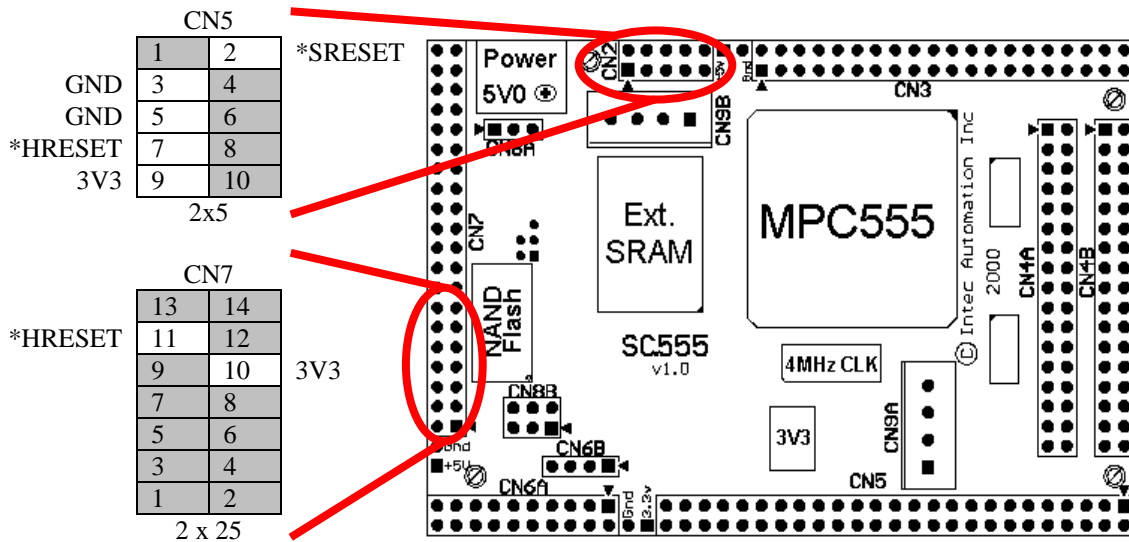 CN5
1 2 *SRESET
GND 3 4
GND 5 6
*HRESET 7 8
3V3 9 10
2x5
CN7
13 14
*HRESET 11 12
9 10 3V3
7 8
5 6
3 4
1 2
2 x 25
Power
5V0
CN2
+5v
Gnd
CN3
CN9B
CN7
Ext.
SRAM
MPC555
© Intec Automation Inc
2000
CN4A
CN4B
NAND
Flash
SC555
v1.0
4MHz CLK
CN8B
3V3
CN9A
CN6B
CN5
Gnd
+5V
CN6A
Gnd
3.3v